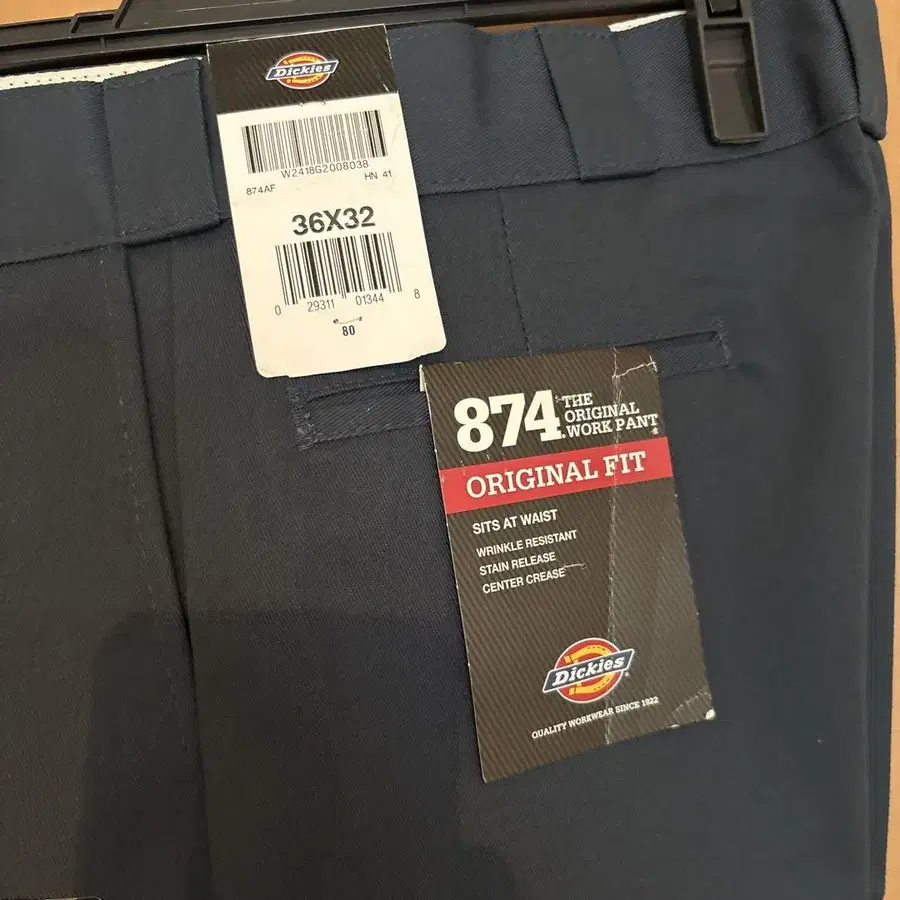 Dickies
W2418G2008038
874AF HN 41
36X32
0 29311 01344 8
80
874 THE ORIGINAL WORK PANT
ORIGINAL FIT
SITS AT WAIST
WRINKLE RESISTANT
STAIN RELEASE
CENTER CREASE
Dickies
QUALITY WORKWEAR SINCE 1922